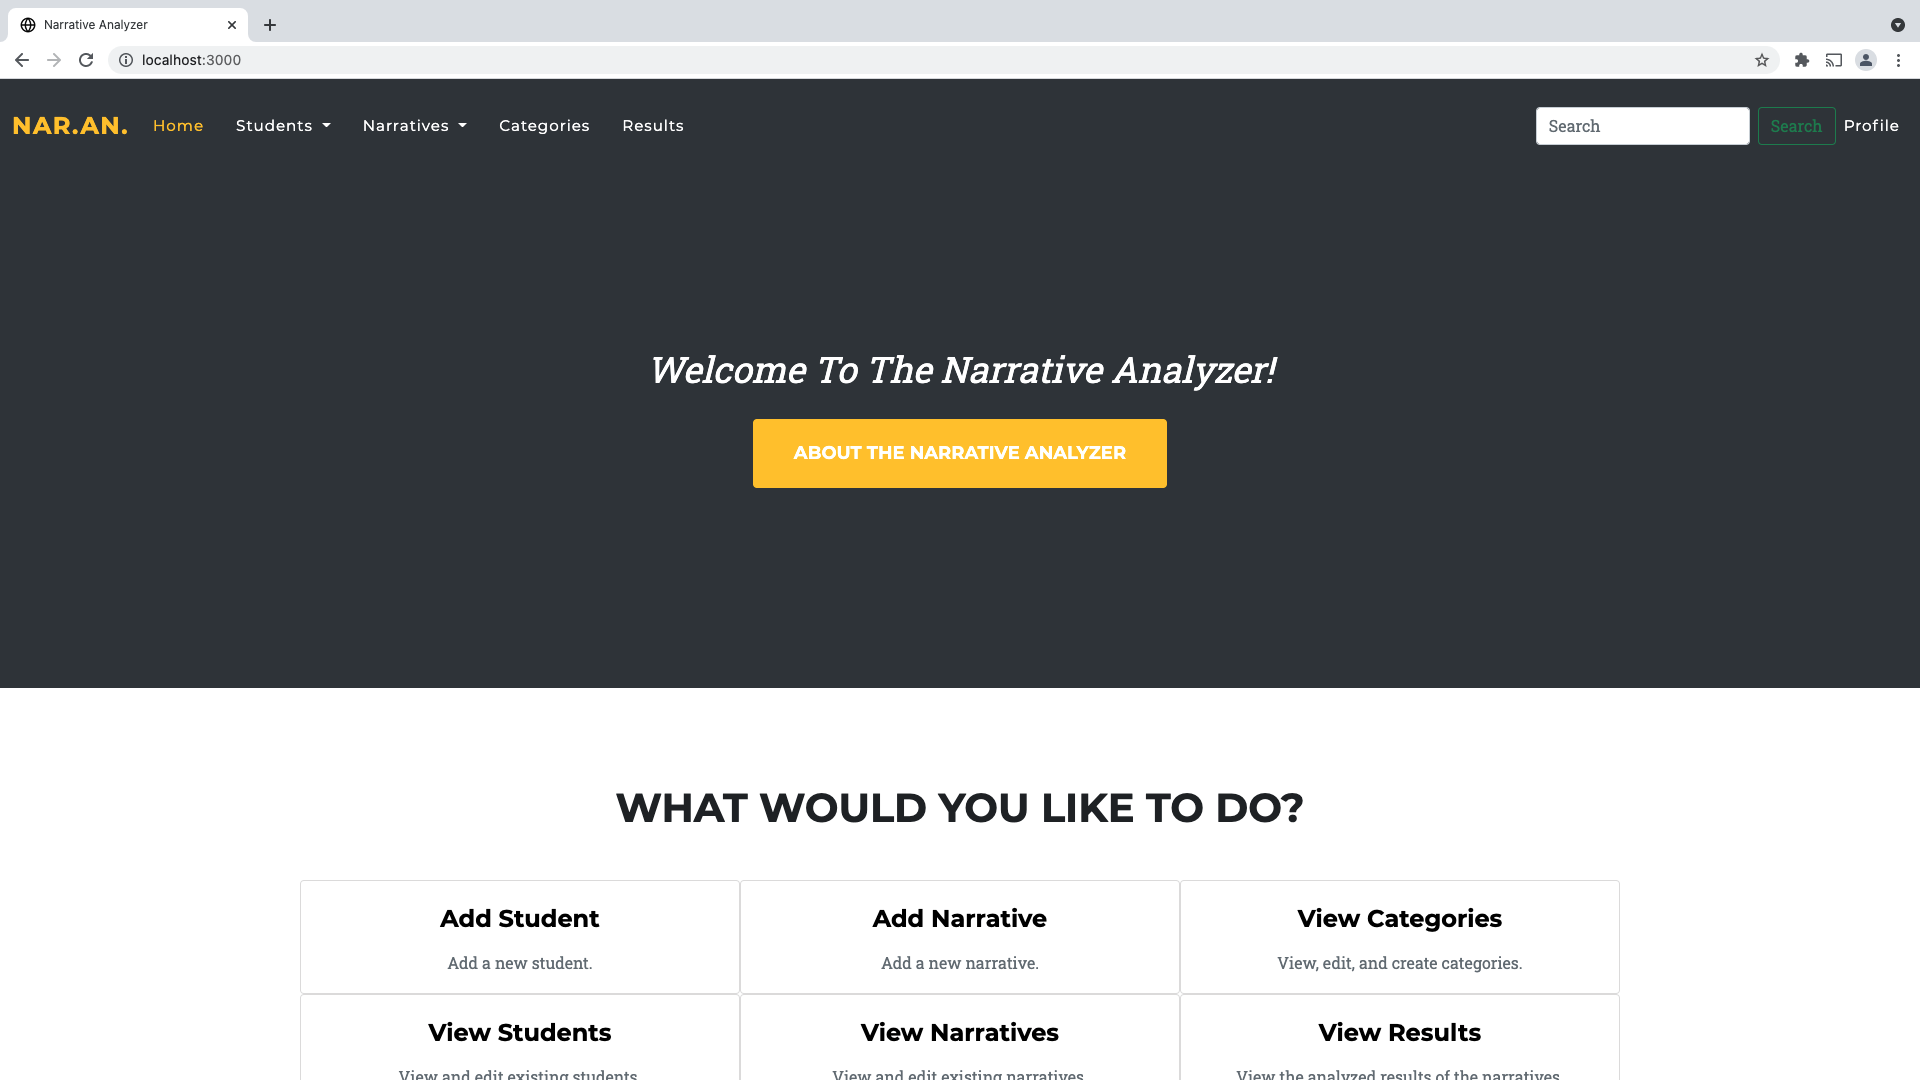 Narrative Analyzer
localhost:3000
NAR.AN. Home Students Narratives Categories Results Search Search Profile
Welcome To The Narrative Analyzer!
ABOUT THE NARRATIVE ANALYZER
WHAT WOULD YOU LIKE TO DO?
Add Student Add Narrative View Categories
Add a new student. Add a new narrative. View, edit, and create categories.
View Students View Narratives View Results
View and edit existing students. View and edit existing narratives. View the analyzed results of the narratives.